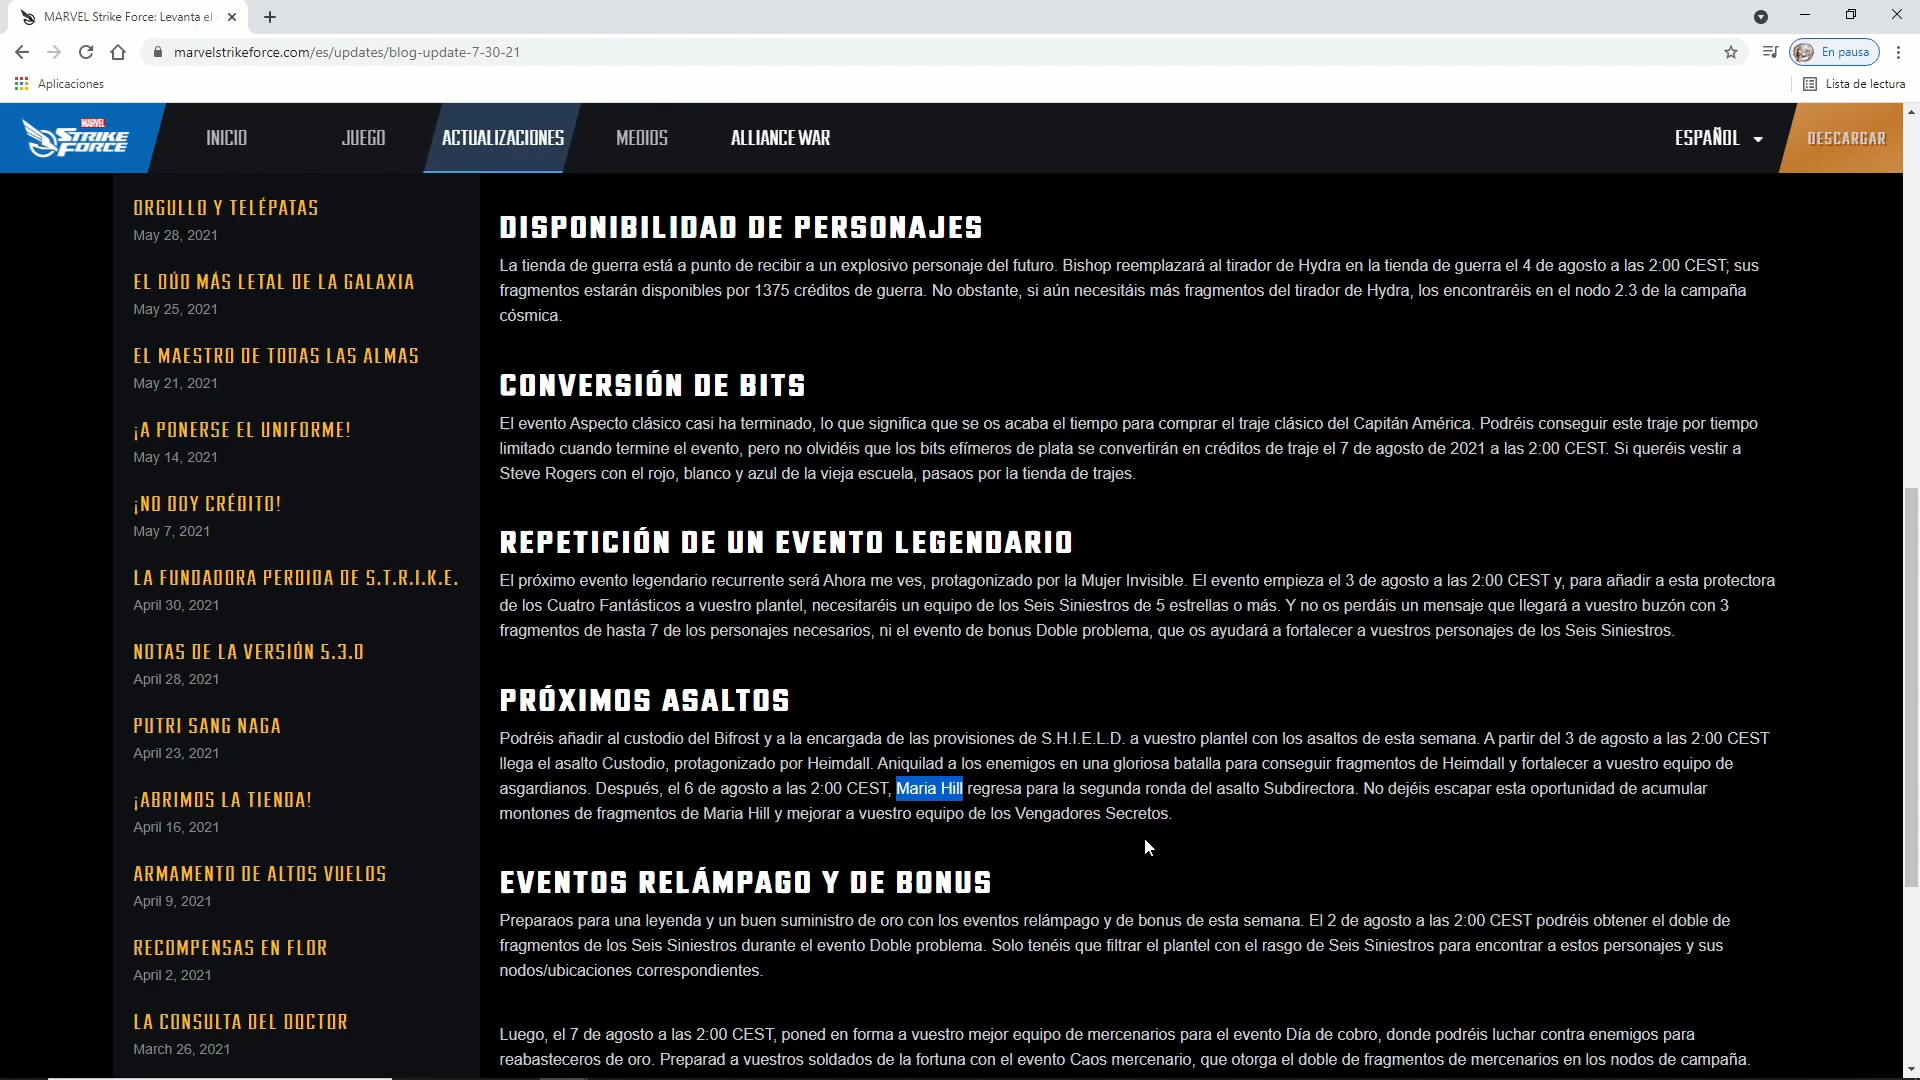 MARVEL Strike Force: Levanta el
marvelstrikeforce.com/es/updates/blog-update-7-30-21
En pausa
Aplicaciones
Lista de lectura
MARVEL
STRIKE
FORCE
INICIO
JUEGO
ACTUALIZACIONES
MEDIOS
ALLIANCE WAR
ESPAÑOL
DESCARGAR
ORGULLO Y TELÉPATAS
May 28, 2021
EL DÚO MÁS LETAL DE LA GALAXIA
May 25, 2021
EL MAESTRO DE TODAS LAS ALMAS
May 21, 2021
¡A PONERSE EL UNIFORME!
May 14, 2021
¡NO DOY CRÉDITO!
May 7, 2021
LA FUNDADORA PERDIDA DE S.T.R.I.K.E.
April 30, 2021
NOTAS DE LA VERSIÓN 5.3.0
April 28, 2021
PUTRI SANG NAGA
April 23, 2021
¡ABRIMOS LA TIENDA!
April 16, 2021
ARMAMENTO DE ALTOS VUELOS
April 9, 2021
RECOMPENSAS EN FLOR
April 2, 2021
LA CONSULTA DEL DOCTOR
March 26, 2021
DISPONIBILIDAD DE PERSONAJES
La tienda de guerra está a punto de recibir a un explosivo personaje del futuro. Bishop reemplazará al tirador de Hydra en la tienda de guerra el 4 de agosto a las 2:00 CEST; sus
fragmentos estarán disponibles por 1375 créditos de guerra. No obstante, si aún necesitáis más fragmentos del tirador de Hydra, los encontraréis en el nodo 2.3 de la campaña
cósmica.
CONVERSIÓN DE BITS
El evento Aspecto clásico casi ha terminado, lo que significa que se os acaba el tiempo para comprar el traje clásico del Capitán América. Podréis conseguir este traje por tiempo
limitado cuando termine el evento, pero no olvidéis que los bits efímeros de plata se convertirán en créditos de traje el 7 de agosto de 2021 a las 2:00 CEST. Si queréis vestir a
Steve Rogers con el rojo, blanco y azul de la vieja escuela, pasaos por la tienda de trajes.
REPETICIÓN DE UN EVENTO LEGENDARIO
El próximo evento legendario recurrente será Ahora me ves, protagonizado por la Mujer Invisible. El evento empieza el 3 de agosto a las 2:00 CEST y, para añadir a esta protectora
de los Cuatro Fantásticos a vuestro plantel, necesitaréis un equipo de los Seis Siniestros de 5 estrellas o más. Y no os perdáis un mensaje que llegará a vuestro buzón con 3
fragmentos de hasta 7 de los personajes necesarios, ni el evento de bonus Doble problema, que os ayudará a fortalecer a vuestros personajes de los Seis Siniestros.
PRÓXIMOS ASALTOS
Podréis añadir al custodio del Bifrost y a la encargada de las provisiones de S.H.I.E.L.D. a vuestro plantel con los asaltos de esta semana. A partir del 3 de agosto a las 2:00 CEST
llega el asalto Custodio, protagonizado por Heimdall. Aniquilad a los enemigos en una gloriosa batalla para conseguir fragmentos de Heimdall y fortalecer a vuestro equipo de
asgardianos. Después, el 6 de agosto a las 2:00 CEST, Maria Hill regresa para la segunda ronda del asalto Subdirectora. No dejéis escapar esta oportunidad de acumular
montones de fragmentos de Maria Hill y mejorar a vuestro equipo de los Vengadores Secretos.
EVENTOS RELÁMPAGO Y DE BONUS
Preparaos para una leyenda y un buen suministro de oro con los eventos relámpago y de bonus de esta semana. El 2 de agosto a las 2:00 CEST podréis obtener el doble de
fragmentos de los Seis Siniestros durante el evento Doble problema. Solo tenéis que filtrar el plantel con el rasgo de Seis Siniestros para encontrar a estos personajes y sus
nodos/ubicaciones correspondientes.
Luego, el 7 de agosto a las 2:00 CEST, poned en forma a vuestro mejor equipo de mercenarios para el evento Día de cobro, donde podréis luchar contra enemigos para
reabasteceros de oro. Preparad a vuestros soldados de la fortuna con el evento Caos mercenario, que otorga el doble de fragmentos de mercenarios en los nodos de campaña.